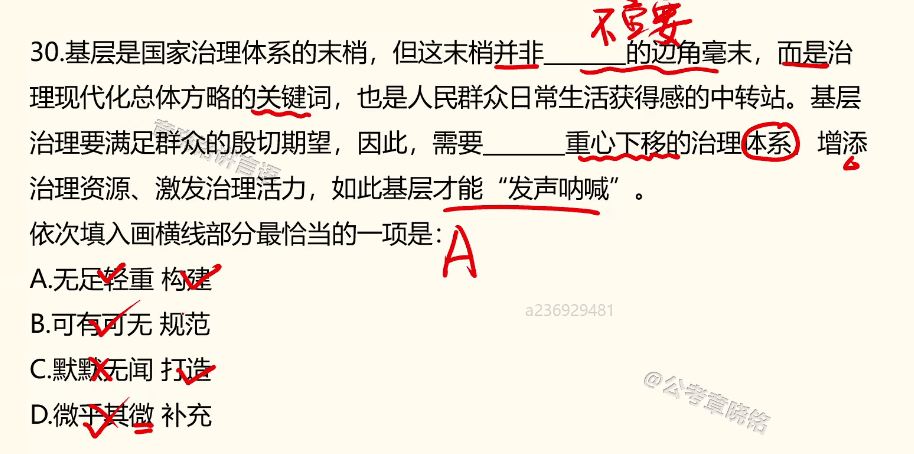 不重要
30.基层是国家治理体系的末梢，但这末梢并非______的边角毫末，而是治
理现代化总体方略的关键词，也是人民群众日常生活获得感的中转站。基层
治理要满足群众的殷切期望，因此，需要______重心下移的治理体系，增添
治理资源、激发治理活力，如此基层才能“发声呐喊”。
依次填入画横线部分最恰当的一项是：
A
A.无足轻重 构建
B.可有可无 规范
a236929481
C.默默无闻 打造
D.微乎其微 补充
@公考章晓铭